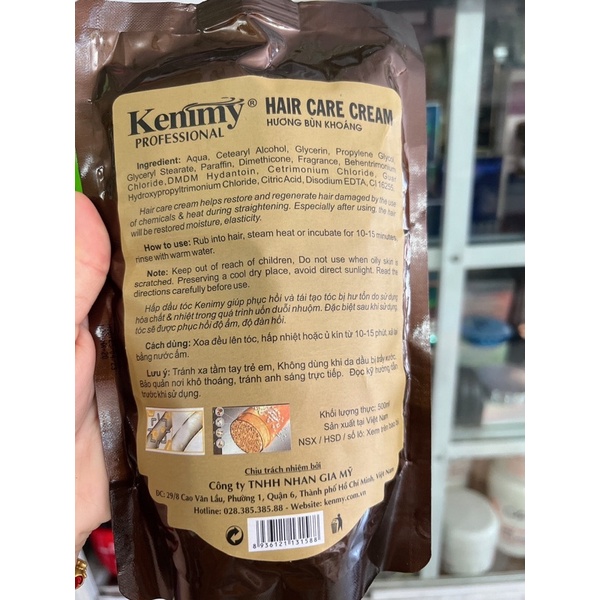 Kenimy® HAIR CARE CREAM
PROFESSIONAL HƯƠNG BÙN KHOÁNG
Ingredient: Aqua, Cetearyl Alcohol, Glycerin, Propylene Glycol,
Glyceryl Stearate, Paraffin, Dimethicone, Fragrance, Behentrimonium
Chloride, DMDM Hydantoin, Cetrimonium Chloride, Guar
Hydroxypropyltrimonium Chloride, Citric Acid, Disodium EDTA, CI 16255.
Hair care cream helps restore and regenerate hair damaged by the use
of chemicals & heat during straightening. Especially after using, the hair
will be restored moisture, elasticity.
How to use: Rub into hair, steam heat or incubate for 10-15 minutes,
rinse with warm water.
Note: Keep out of reach of children, Do not use when oily skin is
scratched. Preserving a cool dry place, avoid direct sunlight. Read the
directions carefully before use.
Hấp dầu tóc Kenimy giúp phục hồi và tái tạo tóc bị hư tổn do sử dụng
hóa chất & nhiệt trong quá trình uốn duỗi nhuộm. Đặc biệt sau khi sử dụng,
tóc sẽ được phục hồi độ ẩm, độ đàn hồi.
Cách dùng: Xoa đều lên tóc, hấp nhiệt hoặc ủ kín từ 10-15 phút, xả lại
bằng nước ấm.
Lưu ý: Tránh xa tầm tay trẻ em, Không dùng khi da đầu bị trầy xước.
Bảo quản nơi khô thoáng, tránh ánh sáng trực tiếp. Đọc kỹ hướng dẫn
trước khi sử dụng.
Khối lượng thực: 500ml
Sản xuất tại Việt Nam
NSX / HSD / số lô: Xem trên bao bì
Chịu trách nhiệm bởi
Công ty TNHH NHAN GIA MỸ
ĐC: 29/8 Cao Văn Lầu, Phường 1, Quận 6, Thành phố Hồ Chí Minh, Việt Nam
Hotline: 028.385.385.88 - Website: kenmy.com.vn
8 936121 131588